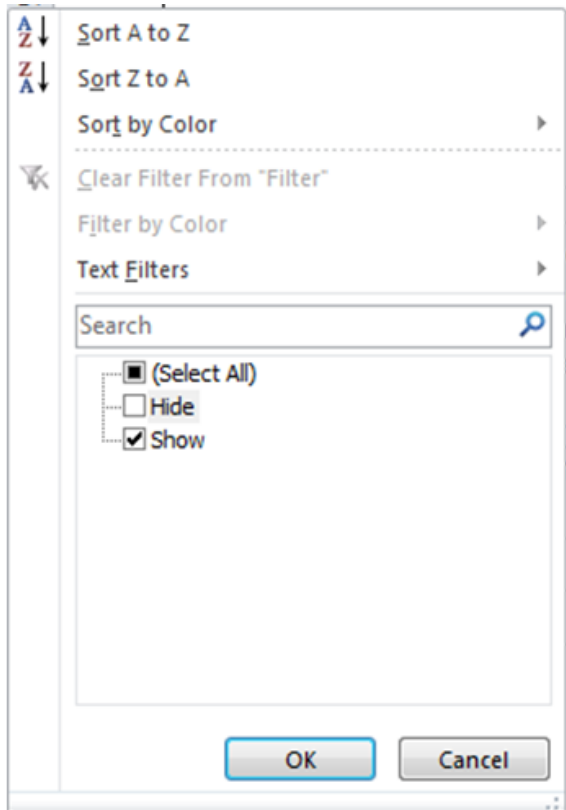 Sort A to Z
Sort Z to A
Sort by Color
Clear Filter From "Filter"
Filter by Color
Text Filters
Search
(Select All)
Hide
Show
OK Cancel